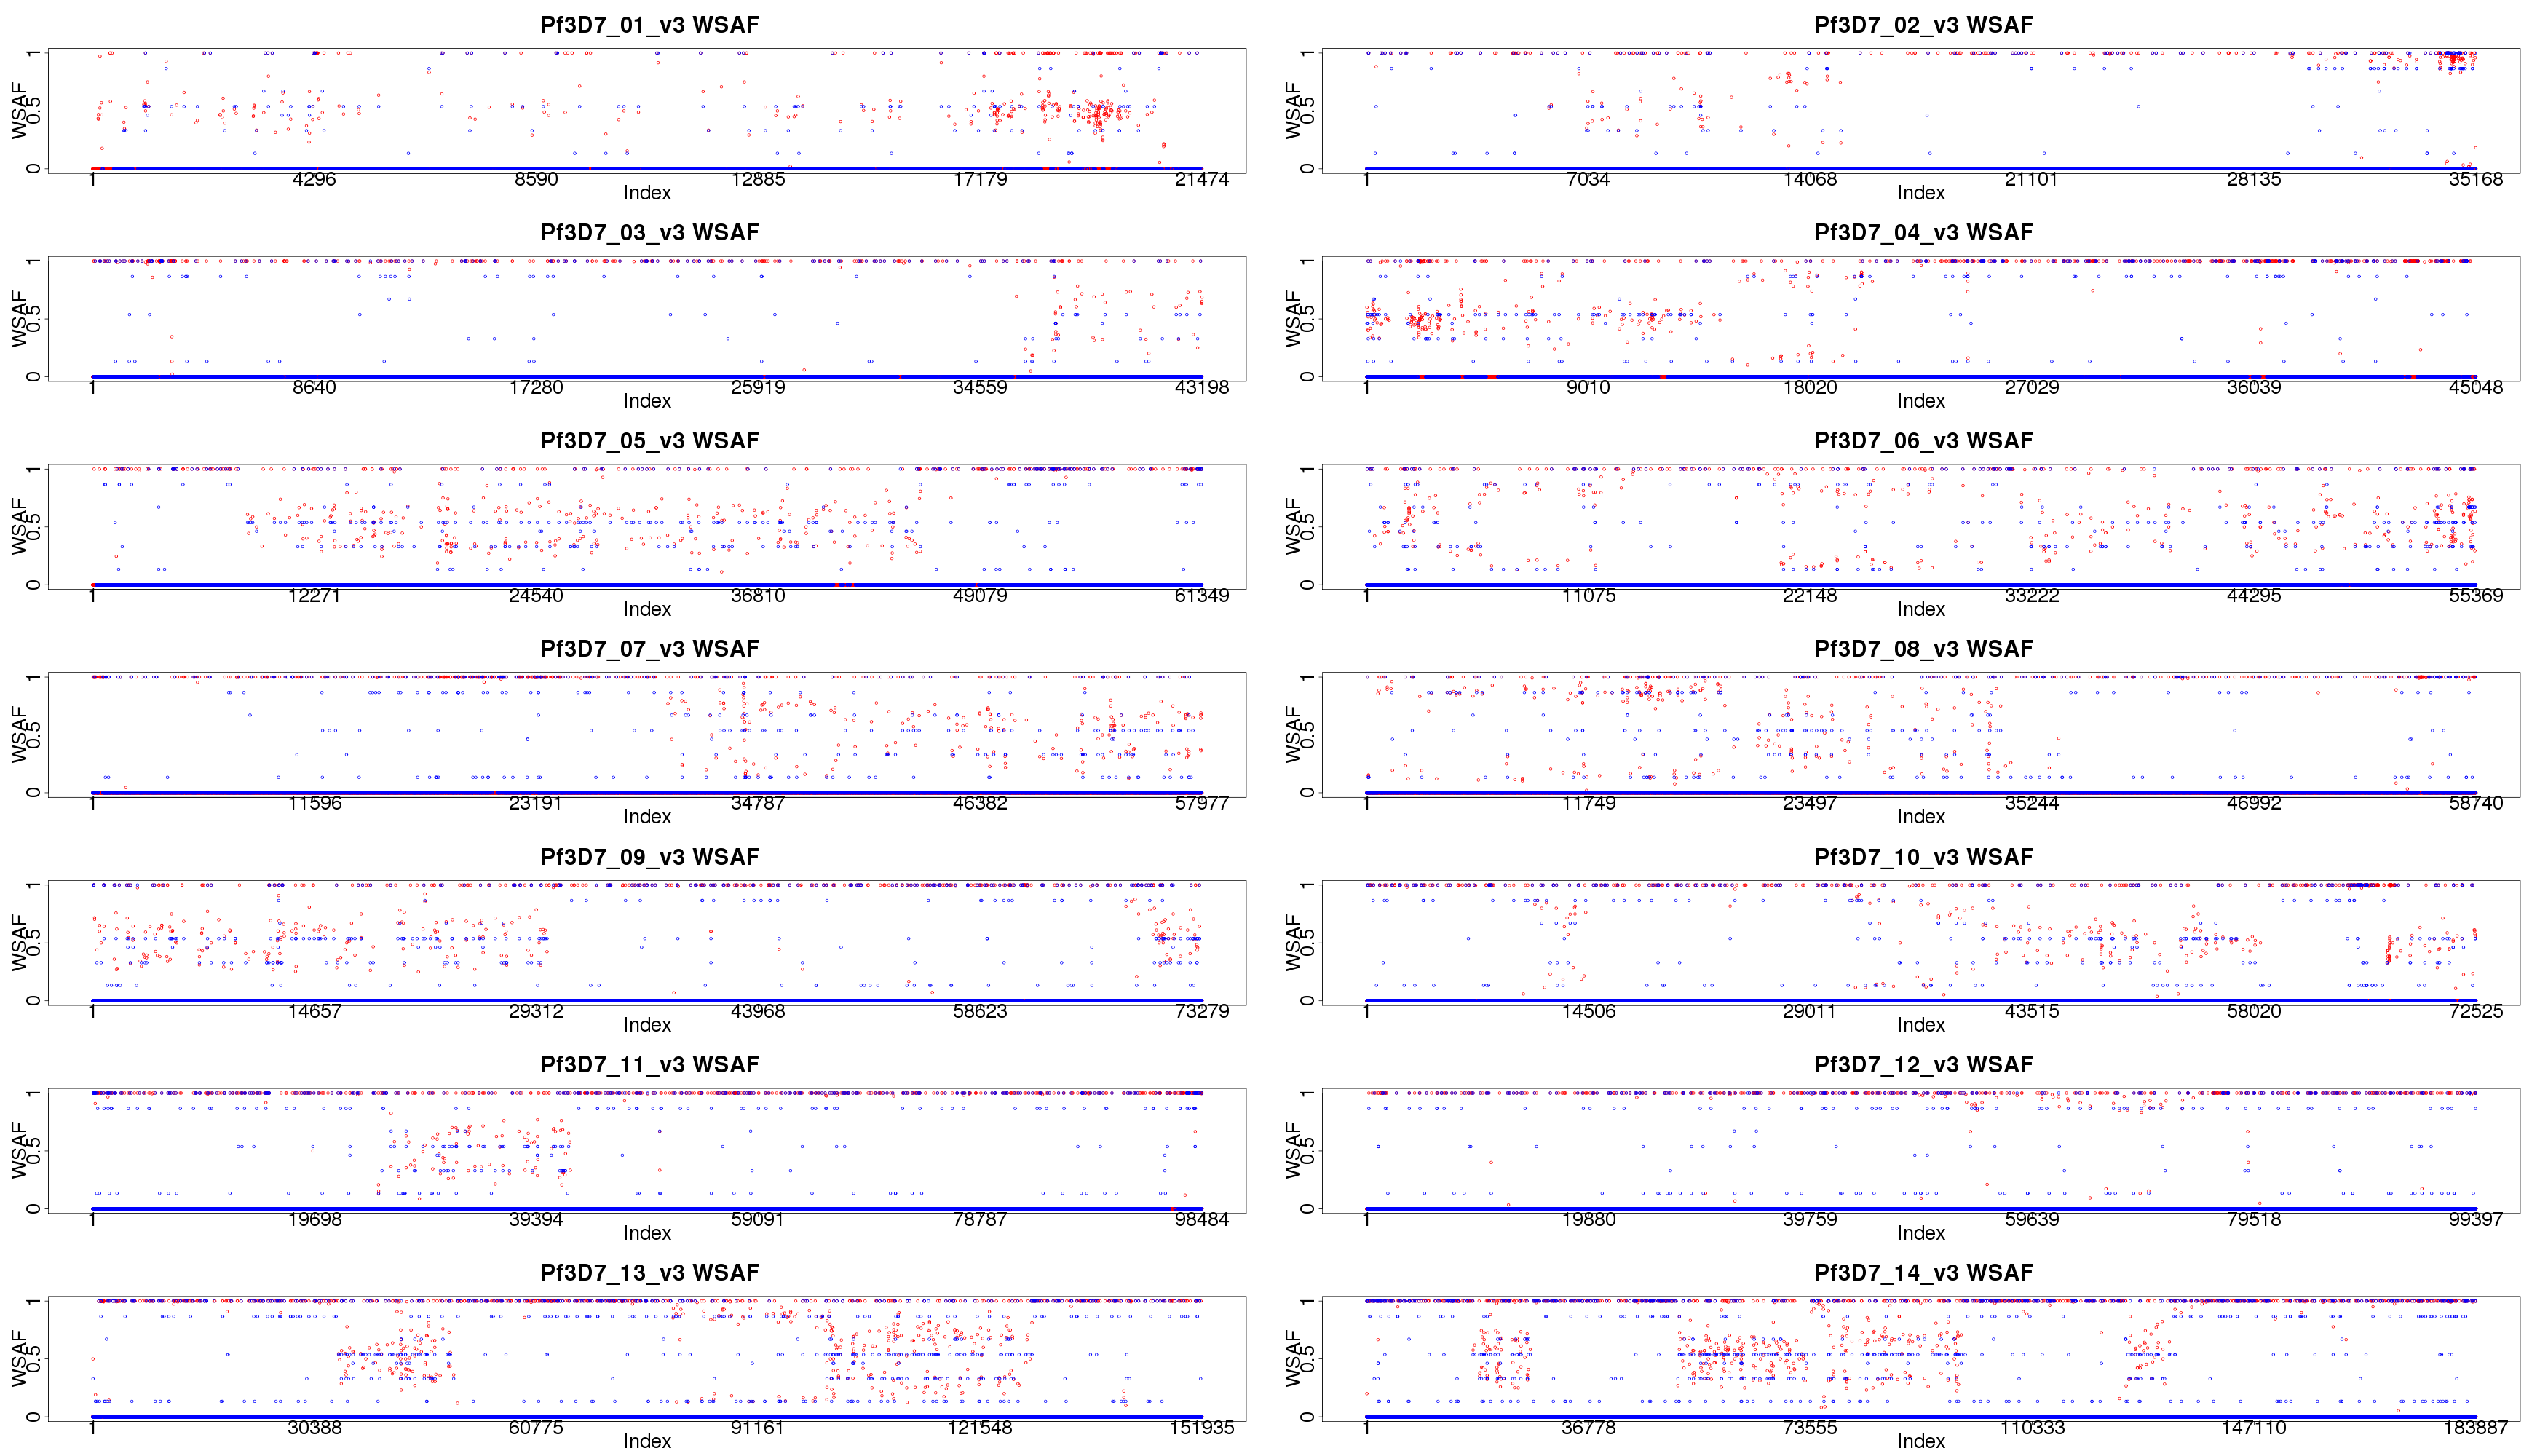 Pf3D7_01_v3 WSAF
WSAF
0 0.5 1
1 4296 8590 12885 17179 21474
Index
Pf3D7_02_v3 WSAF
WSAF
0 0.5 1
1 7034 14068 21101 28135 35168
Index
Pf3D7_03_v3 WSAF
WSAF
0 0.5 1
1 8640 17280 25919 34559 43198
Index
Pf3D7_04_v3 WSAF
WSAF
0 0.5 1
1 9010 18020 27029 36039 45048
Index
Pf3D7_05_v3 WSAF
WSAF
0 0.5 1
1 12271 24540 36810 49079 61349
Index
Pf3D7_06_v3 WSAF
WSAF
0 0.5 1
1 11075 22148 33222 44295 55369
Index
Pf3D7_07_v3 WSAF
WSAF
0 0.5 1
1 11596 23191 34787 46382 57977
Index
Pf3D7_08_v3 WSAF
WSAF
0 0.5 1
1 11749 23497 35244 46992 58740
Index
Pf3D7_09_v3 WSAF
WSAF
0 0.5 1
1 14657 29312 43968 58623 73279
Index
Pf3D7_10_v3 WSAF
WSAF
0 0.5 1
1 14506 29011 43515 58020 72525
Index
Pf3D7_11_v3 WSAF
WSAF
0 0.5 1
1 19698 39394 59091 78787 98484
Index
Pf3D7_12_v3 WSAF
WSAF
0 0.5 1
1 19880 39759 59639 79518 99397
Index
Pf3D7_13_v3 WSAF
WSAF
0 0.5 1
1 30388 60775 91161 121548 151935
Index
Pf3D7_14_v3 WSAF
WSAF
0 0.5 1
1 36778 73555 110333 147110 183887
Index